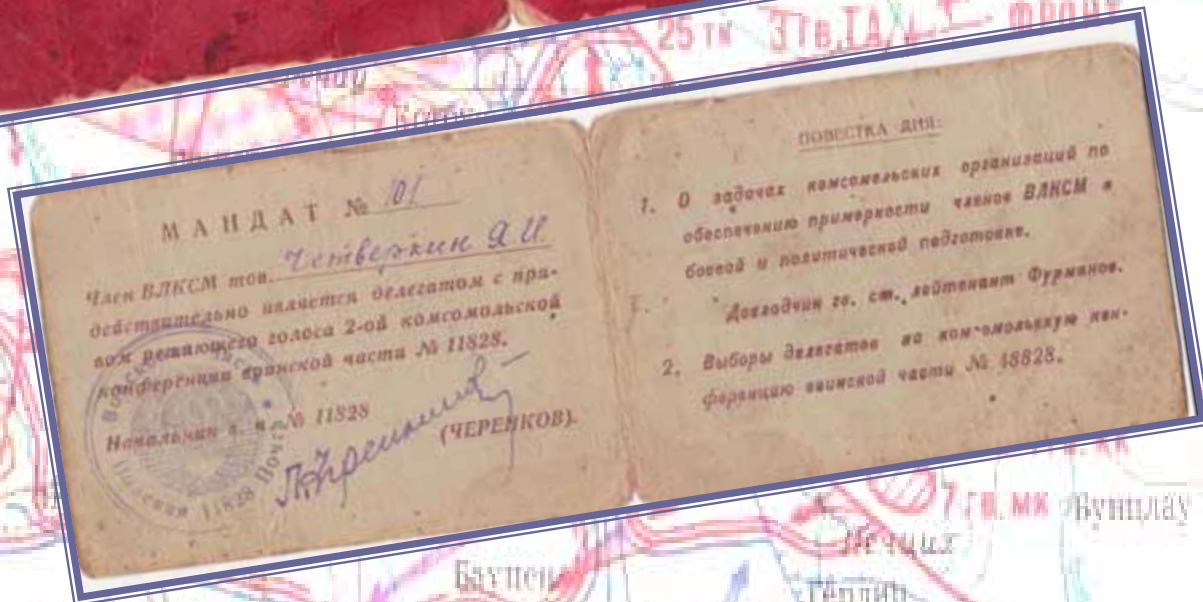 25 тк 3 гв.ТА ФРОНТ
МАНДАТ № 101
Член ВЛКСМ тов. Четверкин Я И
действительно является делегатом с пра-
вом решающего голоса 2-ой комсомольской
конференции воинской части № 11828.
Начальник в. ч. № 11828
(ЧЕРЕНКОВ).
11828
ПОВЕСТКА ДНЯ:
1. О задачах комсомольских организаций по
обеспечению примерности членов ВЛКСМ в
боевой и политической подготовке.
Докладчик гв. ст. лейтенант Фурманов.
2. Выборы делегатов на комсомольскую кон-
ференцию воинской части № 48828.
7 гв. мк Бунцлау
Баутцен